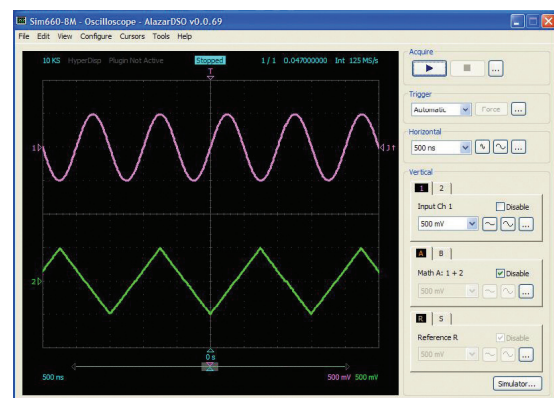 Sim660-8M - Oscilloscope - AlazarDSO v0.0.69
File Edit View Configure Cursors Tools Help
10 KS HyperDisp Plugin Not Active Stopped 1 / 1 0.047000000 Int 125 MS/s
T
1
J↑
2
0 s
500 ns 500 mV 500 mV
Acquire
...
Trigger
Automatic Force ...
Horizontal
500 ns ...
Vertical
1 2
Input Ch 1 Disable
500 mV ...
A B
Math A: 1 + 2 Disable
500 mV ...
R S
Reference R Disable
500 mV ...
Simulator...